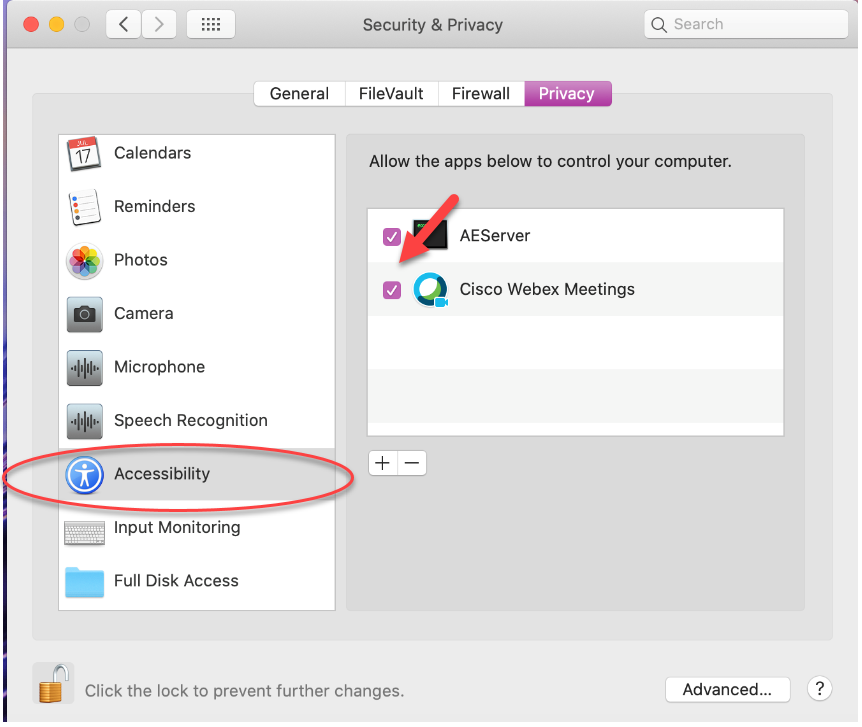 Security & Privacy
Search
General
FileVault
Firewall
Privacy
JUL
17
Calendars
Reminders
Photos
Camera
Microphone
Speech Recognition
Accessibility
Input Monitoring
Full Disk Access
Allow the apps below to control your computer.
AEServer
Cisco Webex Meetings
Click the lock to prevent further changes.
Advanced...
?